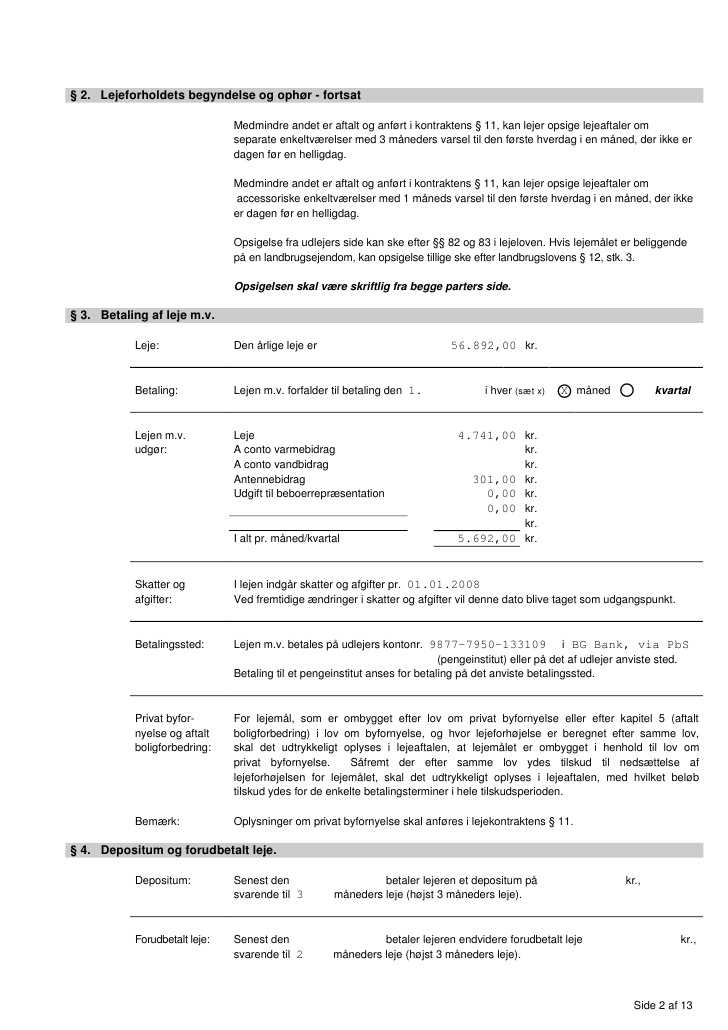 § 2. Lejeforholdets begyndelse og ophør - fortsat
Medmindre andet er aftalt og anført i kontraktens § 11, kan lejer opsige lejeaftaler om
separate enkeltværelser med 3 måneders varsel til den første hverdag i en måned, der ikke er
dagen før en helligdag.
Medmindre andet er aftalt og anført i kontraktens § 11, kan lejer opsige lejeaftaler om
accessoriske enkeltværelser med 1 måneds varsel til den første hverdag i en måned, der ikke
er dagen før en helligdag.
Opsigelse fra udlejers side kan ske efter §§ 82 og 83 i lejeloven. Hvis lejemålet er beliggende
på en landbrugsejendom, kan opsigelse tillige ske efter landbrugslovens § 12, stk. 3.
Opsigelsen skal være skriftlig fra begge parters side.
§ 3. Betaling af leje m.v.
Leje: Den årlige leje er 56.892,00 kr.
Betaling: Lejen m.v. forfalder til betaling den 1. i hver (sæt x) X måned kvartal
Lejen m.v. Leje 4.741,00 kr.
udgør: A conto varmebidrag kr.
A conto vandbidrag kr.
Antennebidrag 301,00 kr.
Udgift til beboerrepræsentation 0,00 kr.
0,00 kr.
kr.
I alt pr. måned/kvartal 5.692,00 kr.
Skatter og I lejen indgår skatter og afgifter pr. 01.01.2008
afgifter: Ved fremtidige ændringer i skatter og afgifter vil denne dato blive taget som udgangspunkt.
Betalingssted: Lejen m.v. betales på udlejers kontonr. 9877-7950-133109 i BG Bank, via PbS
(pengeinstitut) eller på det af udlejer anviste sted.
Betaling til et pengeinstitut anses for betaling på det anviste betalingssted.
Privat byfor- For lejemål, som er ombygget efter lov om privat byfornyelse eller efter kapitel 5 (aftalt
nyelse og aftalt boligforbedring) i lov om byfornyelse, og hvor lejeforhøjelse er beregnet efter samme lov,
boligforbedring: skal det udtrykkeligt oplyses i lejeaftalen, at lejemålet er ombygget i henhold til lov om
privat byfornyelse. Såfremt der efter samme lov ydes tilskud til nedsættelse af
lejeforhøjelsen for lejemålet, skal det udtrykkeligt oplyses i lejeaftalen, med hvilket beløb
tilskud ydes for de enkelte betalingsterminer i hele tilskudsperioden.
Bemærk: Oplysninger om privat byfornyelse skal anføres i lejekontraktens § 11.
§ 4. Depositum og forudbetalt leje.
Depositum: Senest den betaler lejeren et depositum på kr.,
svarende til 3 måneders leje (højst 3 måneders leje).
Forudbetalt leje: Senest den betaler lejeren endvidere forudbetalt leje kr.,
svarende til 2 måneders leje (højst 3 måneders leje).
Side 2 af 13